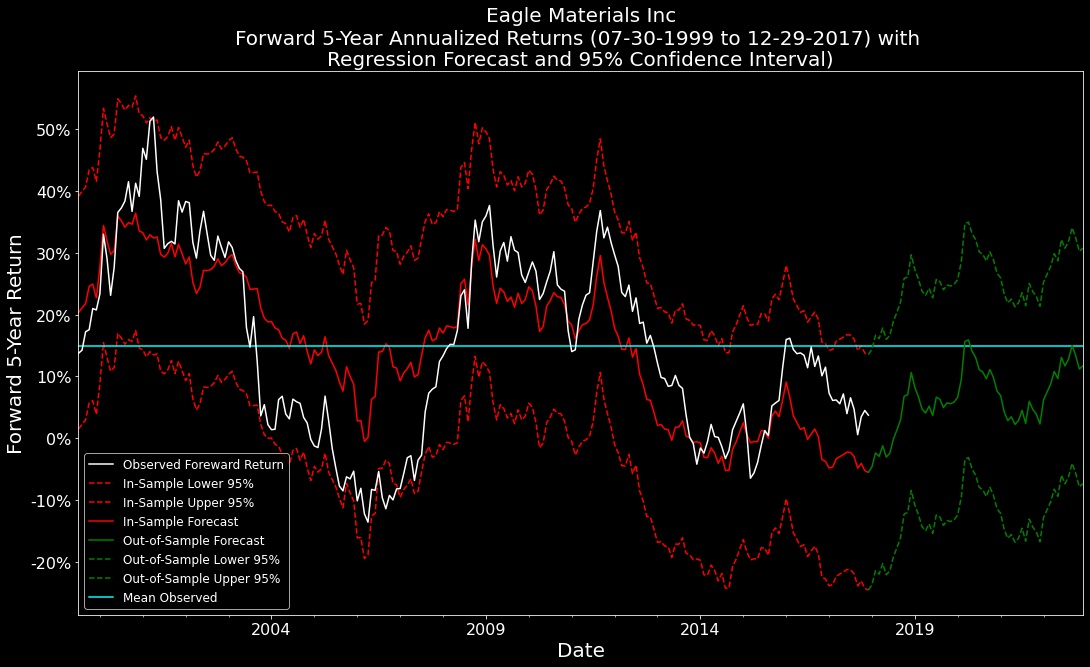 Eagle Materials Inc
Forward 5-Year Annualized Returns (07-30-1999 to 12-29-2017) with
Regression Forecast and 95% Confidence Interval)
Forward 5-Year Return
50%
40%
30%
20%
10%
0%
-10%
-20%
Observed Foreward Return
In-Sample Lower 95%
In-Sample Upper 95%
In-Sample Forecast
Out-of-Sample Forecast
Out-of-Sample Lower 95%
Out-of-Sample Upper 95%
Mean Observed
2004 2009 2014 2019
Date